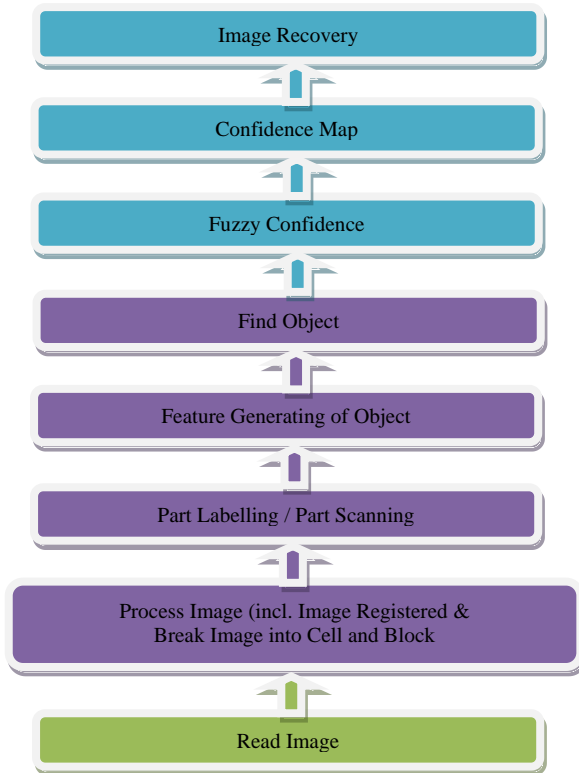 Image Recovery
Confidence Map
Fuzzy Confidence
Find Object
Feature Generating of Object
Part Labelling / Part Scanning
Process Image (incl. Image Registered &
Break Image into Cell and Block
Read Image